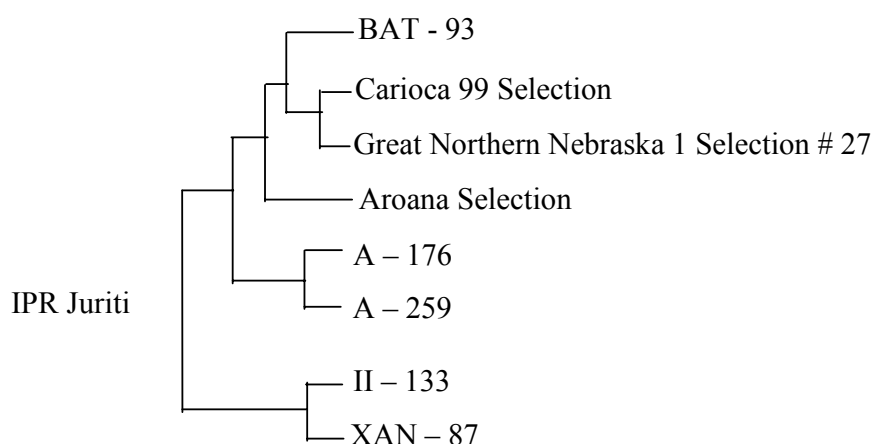 BAT - 93
Carioca 99 Selection
Great Northern Nebraska 1 Selection # 27
Aroana Selection
A – 176
A – 259
IPR Juriti
II – 133
XAN – 87